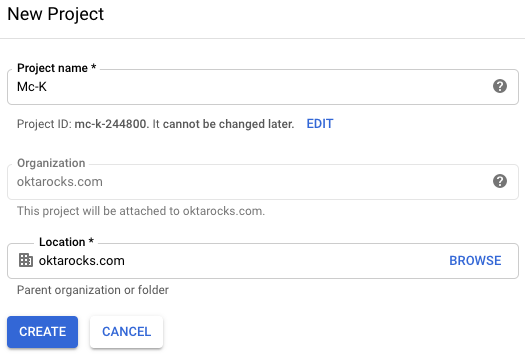 New Project
Project name *
Mc-K
Project ID: mc-k-244800. It cannot be changed later. EDIT
Organization
oktarocks.com
This project will be attached to oktarocks.com.
Location *
oktarocks.com BROWSE
Parent organization or folder
CREATE CANCEL